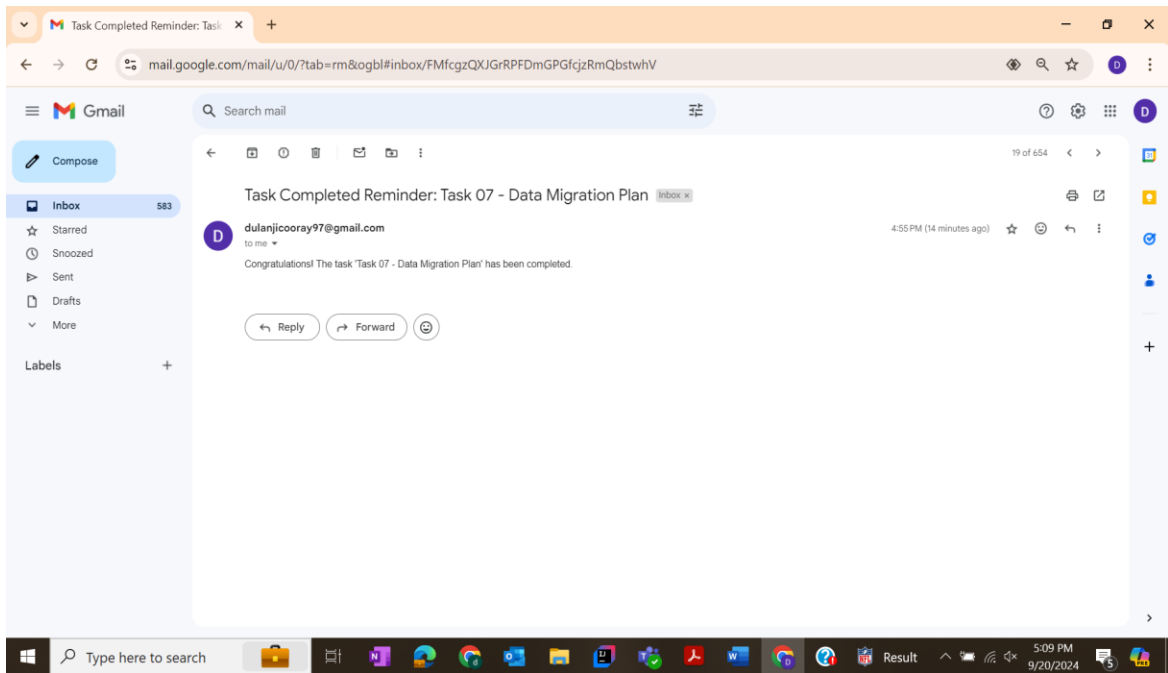 Task Completed Reminder: Task
mail.google.com/mail/u/0/?tab=rm&ogbl#inbox/FMfcgzQXJGrRPFDmGPGfcjzRmQbstwhV
D
Gmail
Search mail
D
Compose
19 of 654
31
Task Completed Reminder: Task 07 - Data Migration Plan Inbox x
Inbox 583
D
dulanjicooray97@gmail.com
4:55 PM (14 minutes ago)
Starred
to me
Snoozed
Congratulations! The task 'Task 07 - Data Migration Plan' has been completed.
Sent
Drafts
More
Reply
Forward
Labels
Type here to search
Result
5:09 PM
9/20/2024
5